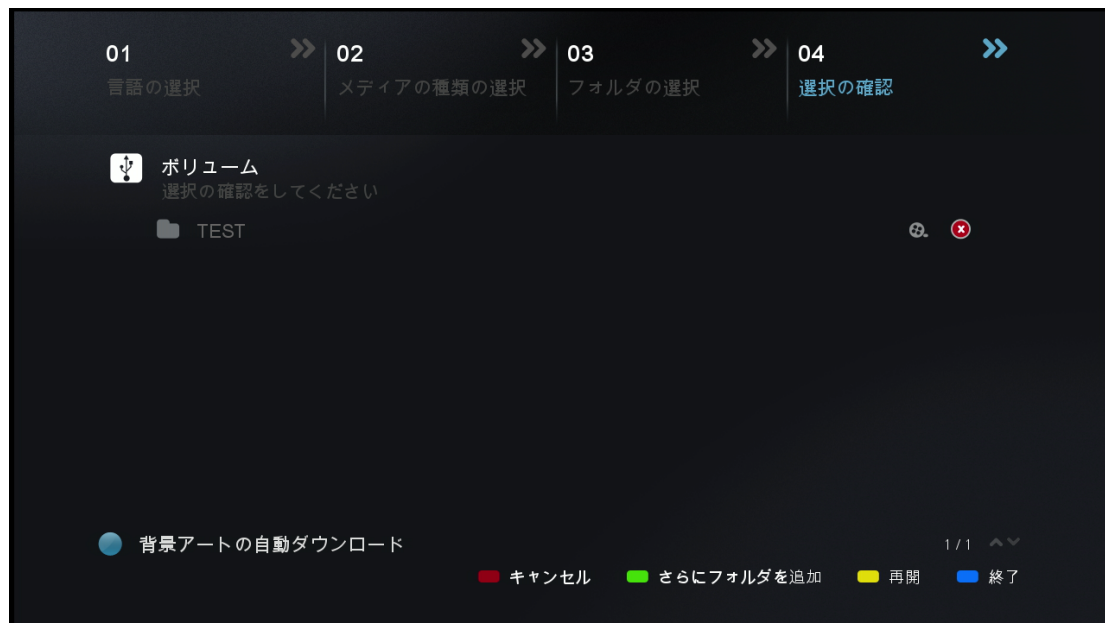 01
言語の選択
02
メディアの種類の選択
03
フォルダの選択
04
選択の確認
ボリューム
選択の確認をしてください
TEST
背景アートの自動ダウンロード
1/1
キャンセル
さらにフォルダを追加
再開
終了